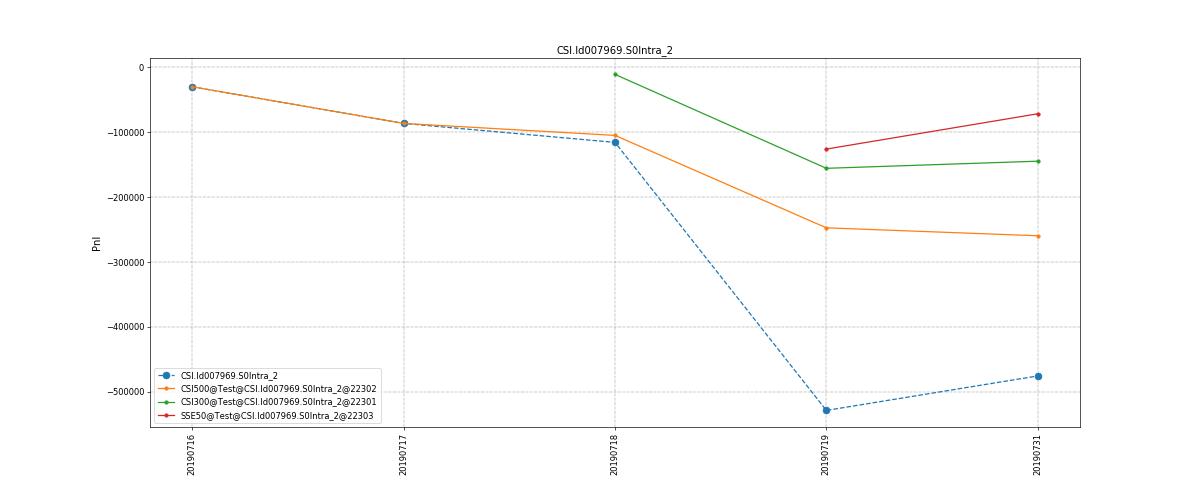 CSI.Id007969.S0Intra_2
0
−100000
−200000
−300000
−400000
−500000
Pnl
CSI.Id007969.S0Intra_2
CSI500@Test@CSI.Id007969.S0Intra_2@22302
CSI300@Test@CSI.Id007969.S0Intra_2@22301
SSE50@Test@CSI.Id007969.S0Intra_2@22303
20190716
20190717
20190718
20190719
20190731